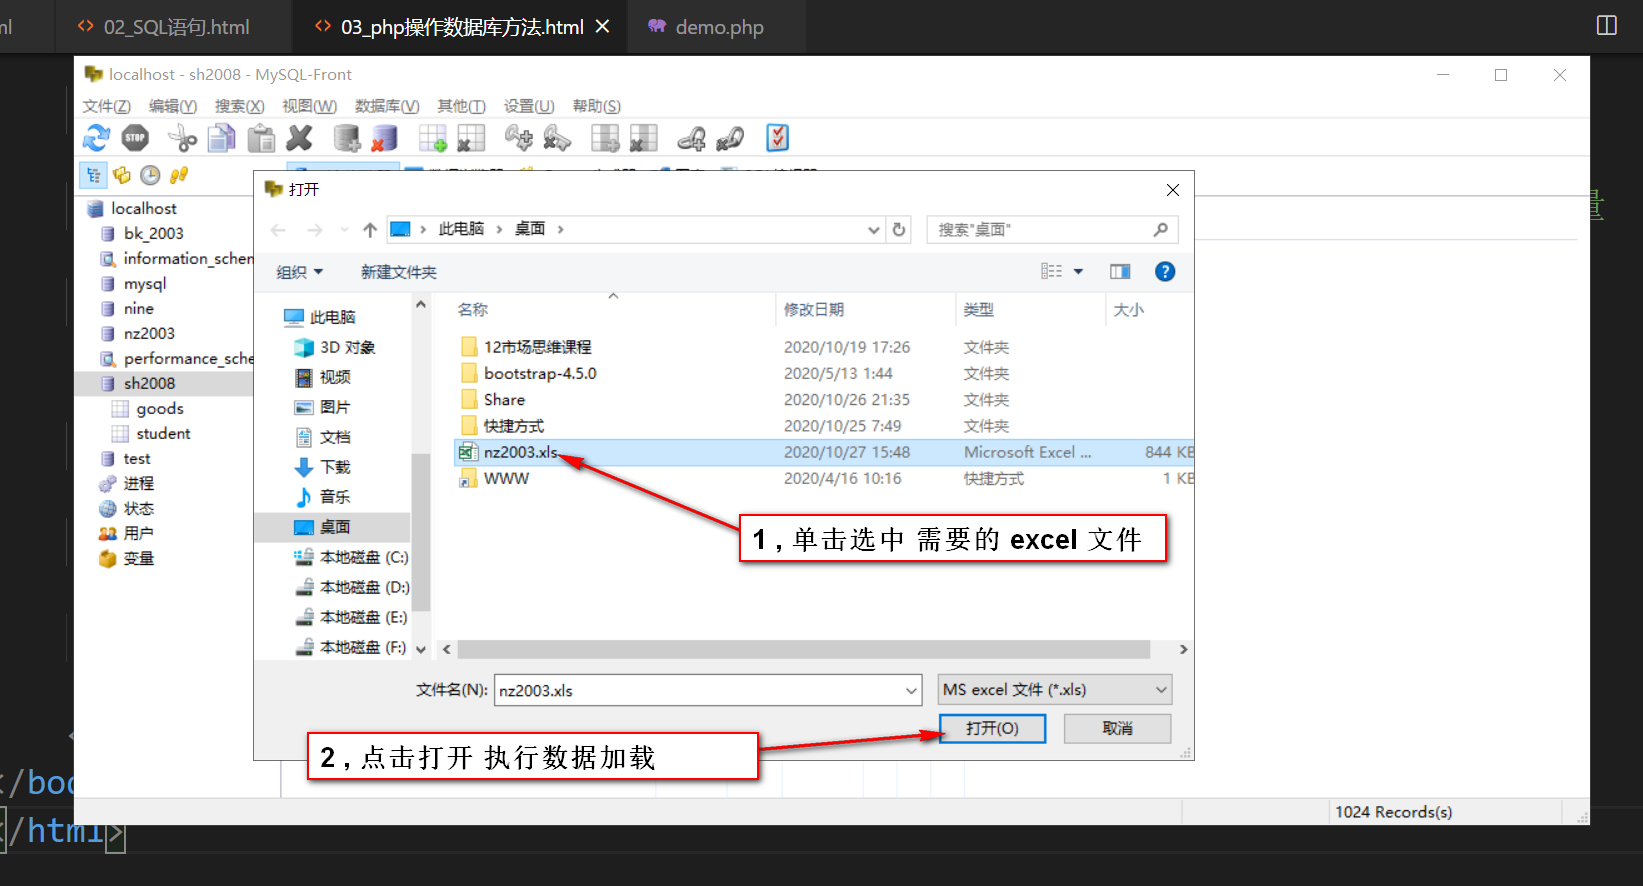 ml
02_SQL语句.html
03_php操作数据库方法.html
demo.php
localhost - sh2008 - MySQL-Front
文件(Z) 编辑(Y) 搜索(X) 视图(W) 数据库(V) 其他(T) 设置(U) 帮助(S)
STOP
localhost
bk_2003
information_schem
mysql
nine
nz2003
performance_sche
sh2008
goods
student
test
进程
状态
用户
变量
打开
此电脑 › 桌面 ›
搜索"桌面"
组织 新建文件夹
此电脑
3D 对象
视频
图片
文档
下载
音乐
桌面
本地磁盘 (C:)
本地磁盘 (D:)
本地磁盘 (E:)
本地磁盘 (F:)
名称 修改日期 类型 大小
12市场思维课程 2020/10/19 17:26 文件夹
bootstrap-4.5.0 2020/5/13 1:44 文件夹
Share 2020/10/26 21:35 文件夹
快捷方式 2020/10/25 7:49 文件夹
nz2003.xls 2020/10/27 15:48 Microsoft Excel ... 844 KB
WWW 2020/4/16 10:16 快捷方式 1 KB
1 , 单击选中 需要的 excel 文件
文件名(N): nz2003.xls MS excel 文件 (*.xls)
打开(O) 取消
2 , 点击打开 执行数据加载
量
1024 Records(s)
</bod
</html>